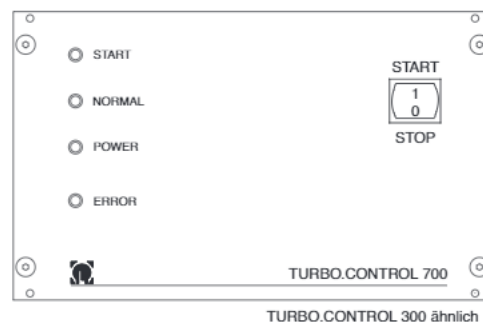 START
NORMAL
POWER
ERROR
START
1
0
STOP
TURBO.CONTROL 700
TURBO.CONTROL 300 ähnlich